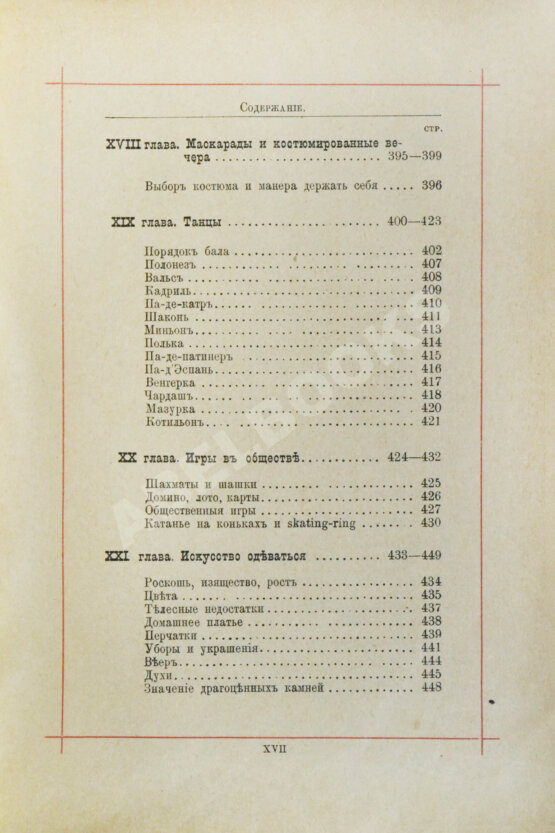 Содержаніе.
стр.
XVIII глава. Маскарады и костюмированные ве-
чера . . . . . . . . . . . . . . . . . . . . . . . 395—399
Выборъ костюма и манера держать себя . . . . . 396
XIX глава. Танцы . . . . . . . . . . . . . . . . . . . . 400—423
Порядокъ бала . . . . . . . . . . . . . . . . . . . . 402
Полонезъ . . . . . . . . . . . . . . . . . . . . 407
Вальсъ . . . . . . . . . . . . . . . . . . . . 408
Кадриль . . . . . . . . . . . . . . . . . . . . 409
Па-де-катръ . . . . . . . . . . . . . . . . . . . . 410
Шаконь . . . . . . . . . . . . . . . . . . . . 411
Миньонъ . . . . . . . . . . . . . . . . . . . . 413
Полька . . . . . . . . . . . . . . . . . . . . 414
Па-де-патинеръ . . . . . . . . . . . . . . . . . . . . 415
Па-д'Эспань . . . . . . . . . . . . . . . . . . . . 416
Венгерка . . . . . . . . . . . . . . . . . . . . 417
Чардашъ . . . . . . . . . . . . . . . . . . . . 418
Мазурка . . . . . . . . . . . . . . . . . . . . 420
Котильонъ . . . . . . . . . . . . . . . . . . . . 421
XX глава. Игры въ обществѣ . . . . . . . . . . . . 424—432
Шахматы и шашки . . . . . . . . . . . . . . . . . . 425
Домино, лото, карты . . . . . . . . . . . . . . . . . . 426
Общественныя игры . . . . . . . . . . . . . . . . . . 427
Катанье на конькахъ и skating-ring . . . . . . . 430
XXI глава. Искусство одѣваться . . . . . . . . . . 433—449
Роскошь, изящество, ростъ . . . . . . . . . . . . . . . 434
Цвѣта . . . . . . . . . . . . . . . . . . . . 435
Тѣлесные недостатки . . . . . . . . . . . . . . . . . . 437
Домашнее платье . . . . . . . . . . . . . . . . . . 438
Перчатки . . . . . . . . . . . . . . . . . . . . 439
Уборы и украшенія . . . . . . . . . . . . . . . . . . 441
Вѣеръ . . . . . . . . . . . . . . . . . . . . 444
Духи . . . . . . . . . . . . . . . . . . . . 445
Значеніе драгоцѣнныхъ камней . . . . . . . . . . . . 448
XVII